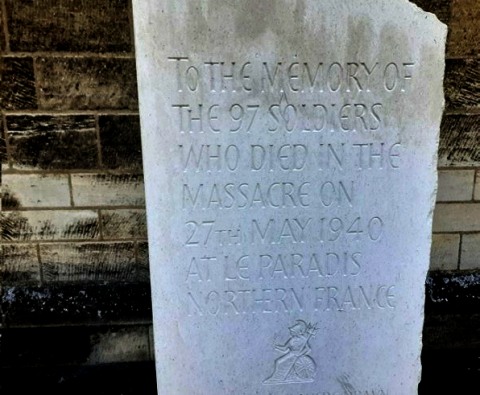 TO THE MEMORY OF
THE 97 SOLDIERS
WHO DIED IN THE
MASSACRE ON
27TH MAY 1940
AT LE PARADIS
NORTHERN FRANCE